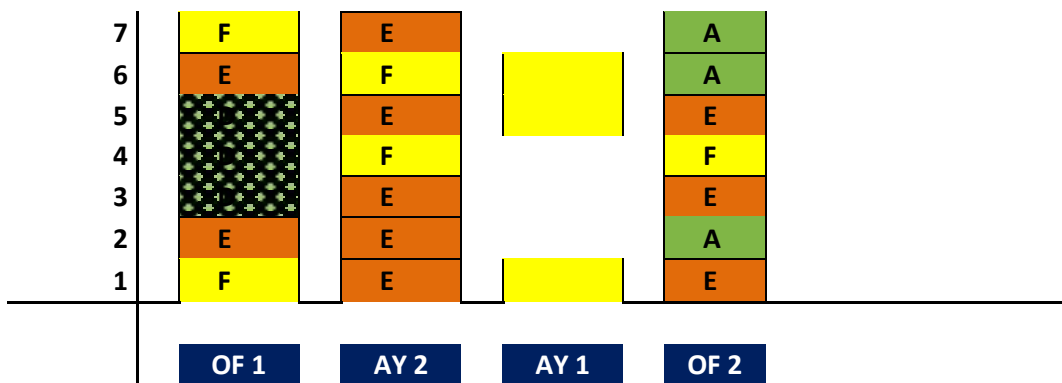 7 F E A
6 E F A
5 E E
4 F F
3 E E
2 E E A
1 F E E
OF 1 AY 2 AY 1 OF 2